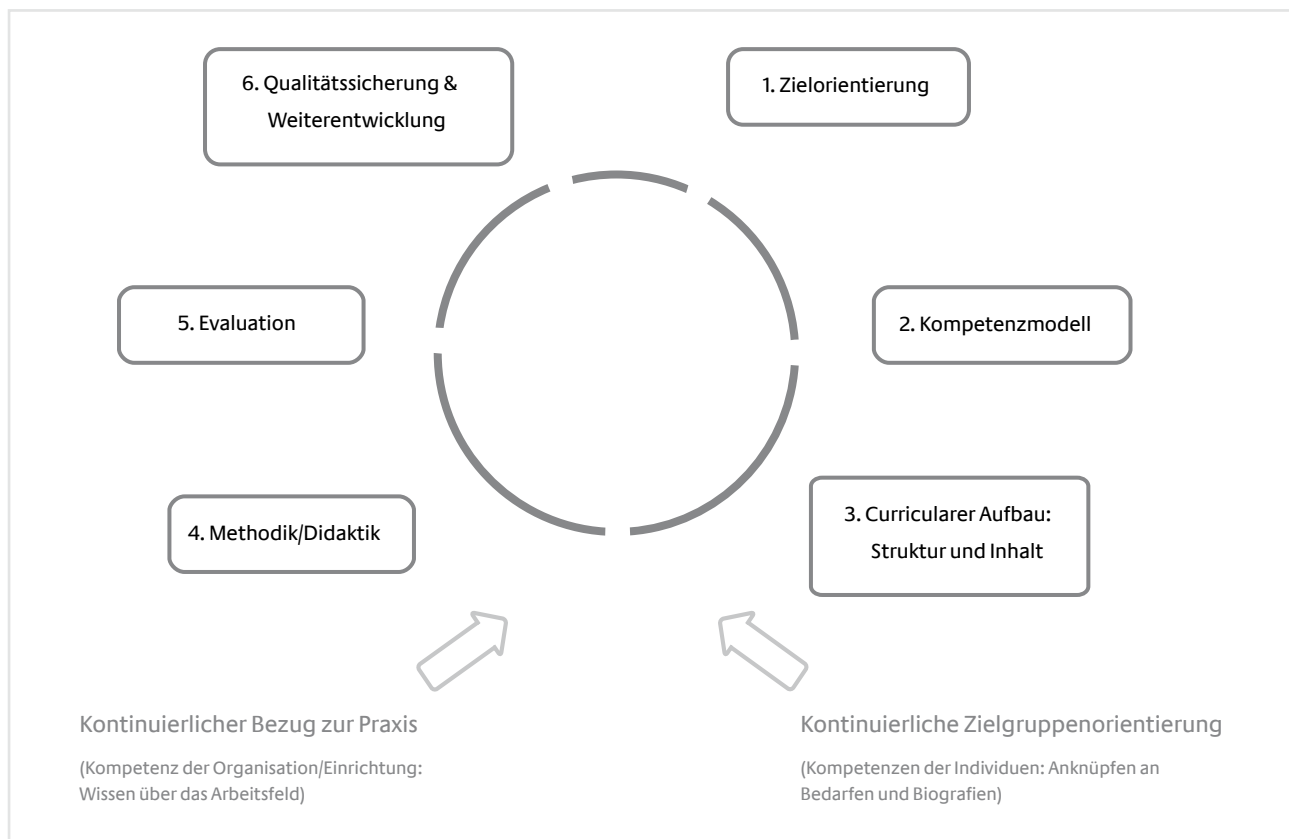 6. Qualitätssicherung &
Weiterentwicklung
1. Zielorientierung
5. Evaluation
2. Kompetenzmodell
4. Methodik/Didaktik
3. Curricularer Aufbau:
Struktur und Inhalt
Kontinuierlicher Bezug zur Praxis
(Kompetenz der Organisation/Einrichtung:
Wissen über das Arbeitsfeld)
Kontinuierliche Zielgruppenorientierung
(Kompetenzen der Individuen: Anknüpfen an
Bedarfen und Biografien)